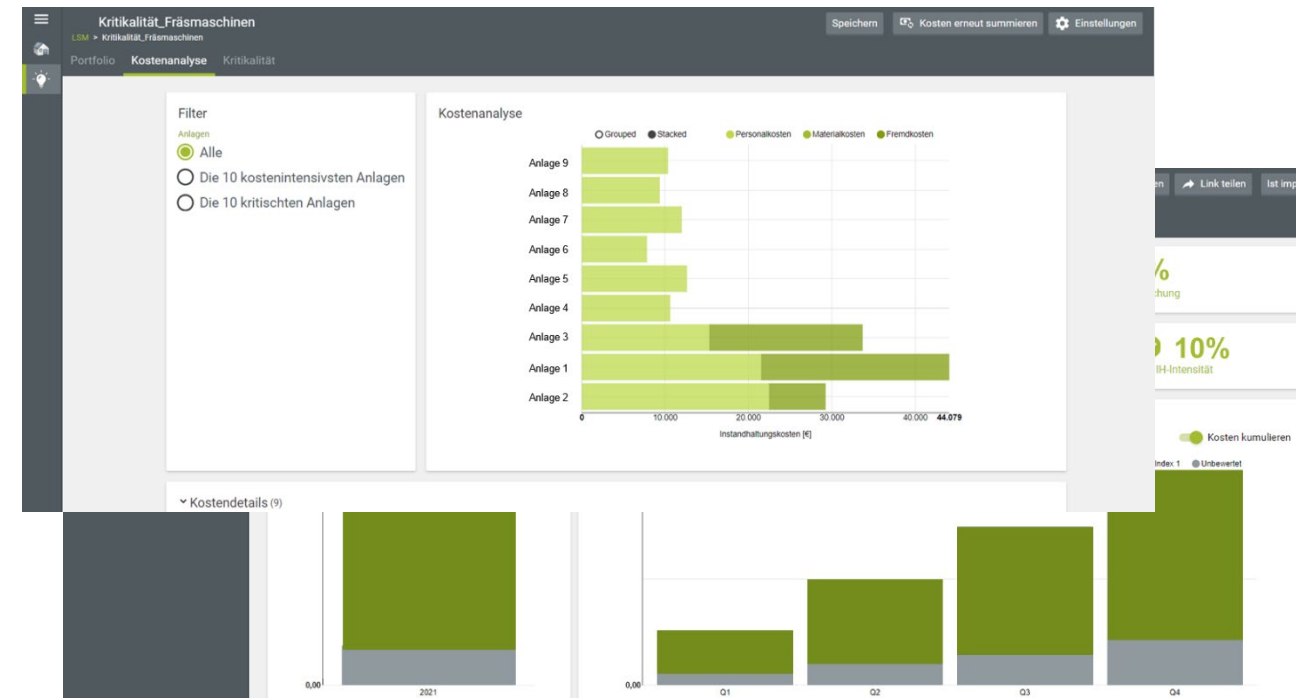 Kritikalität_Fräsmaschinen
LSM > Kritikalität_Fräsmaschinen
Speichern Kosten erneut summieren Einstellungen
Portfolio Kostenanalyse Kritikalität
Filter
Anlagen
Alle
Die 10 kostenintensivsten Anlagen
Die 10 kritischten Anlagen
Kostenanalyse
Grouped Stacked Personalkosten Materialkosten Fremdkosten
Anlage 9
Anlage 8
Anlage 7
Anlage 6
Anlage 5
Anlage 4
Anlage 3
Anlage 1
Anlage 2
0 10.000 20.000 30.000 40.000 44.079
Instandhaltungskosten [€]
Kostendetails (9)
en Link teilen Ist imp
%
chung
10%
IH-Intensität
Kosten kumulieren
Index 1 Unbewertet
0,00
2021
0,00
Q1 Q2 Q3 Q4